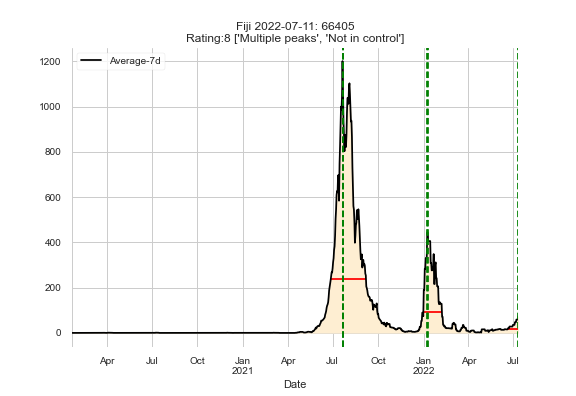 Fiji 2022-07-11: 66405
Rating:8 ['Multiple peaks', 'Not in control']
Average-7d
1200
1000
800
600
400
200
0
Apr Jul Oct Jan Apr Jul Oct Jan Apr Jul
2021 2022
Date